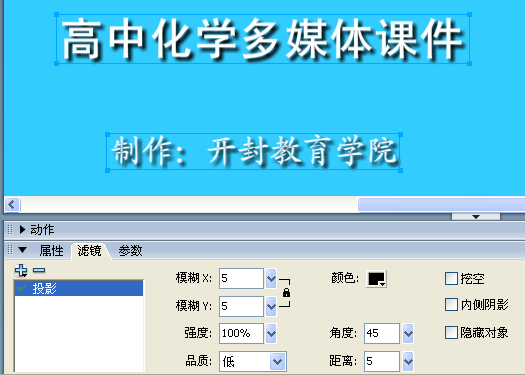 高中化学多媒体课件
制作：开封教育学院
动作
属性 滤镜 参数
投影
模糊 X: 5 颜色: 挖空
模糊 Y: 5 内侧阴影
强度: 100% 角度: 45 隐藏对象
品质: 低 距离: 5